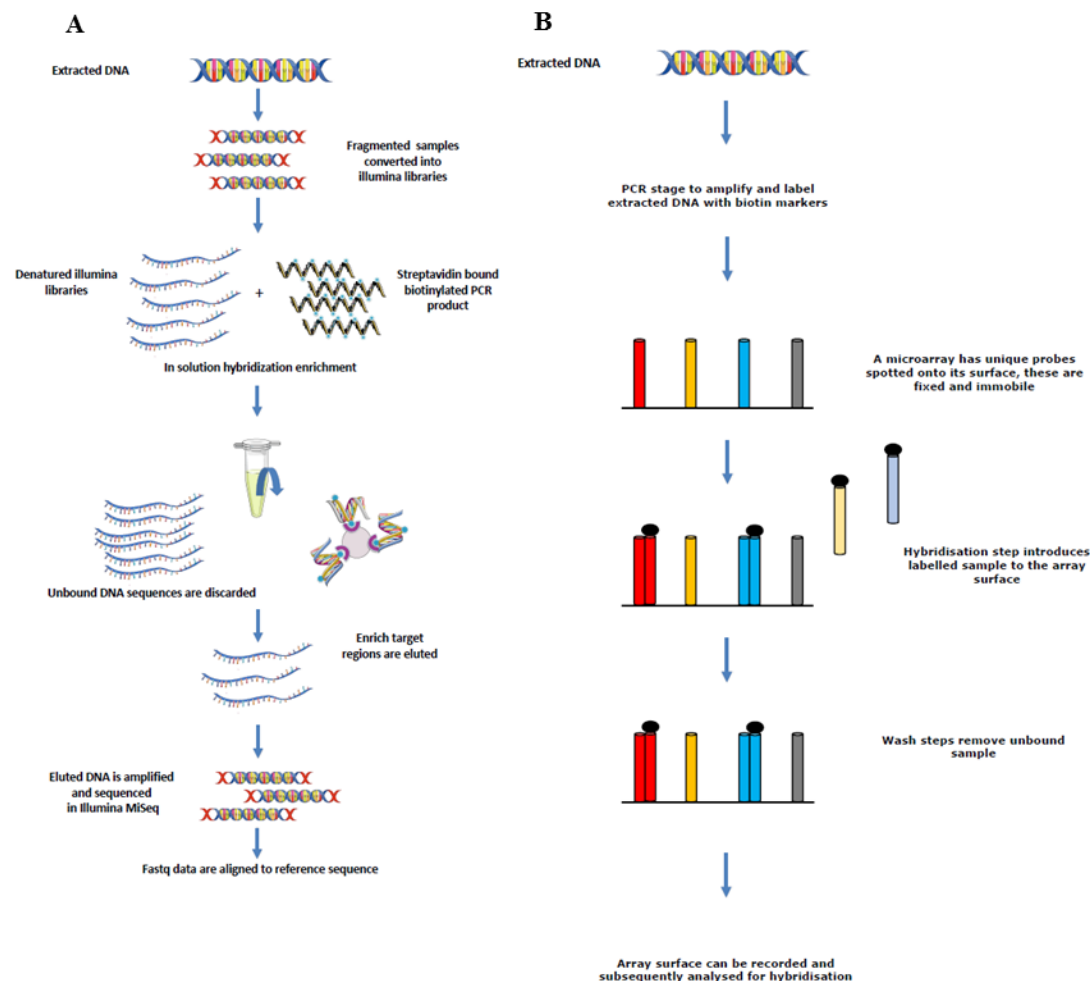 A
Extracted DNA
Fragmented samples
converted into
illumina libraries
Denatured illumina
libraries
+
Streptavidin bound
biotinylated PCR
product
In solution hybridization enrichment
Unbound DNA sequences are discarded
Enrich target
regions are eluted
Eluted DNA is amplified
and sequenced
in Illumina MiSeq
Fastq data are aligned to reference sequence
B
Extracted DNA
PCR stage to amplify and label
extracted DNA with biotin markers
A microarray has unique probes
spotted onto its surface, these are
fixed and immobile
Hybridisation step introduces
labelled sample to the array
surface
Wash steps remove unbound
sample
Array surface can be recorded and
subsequently analysed for hybridisation